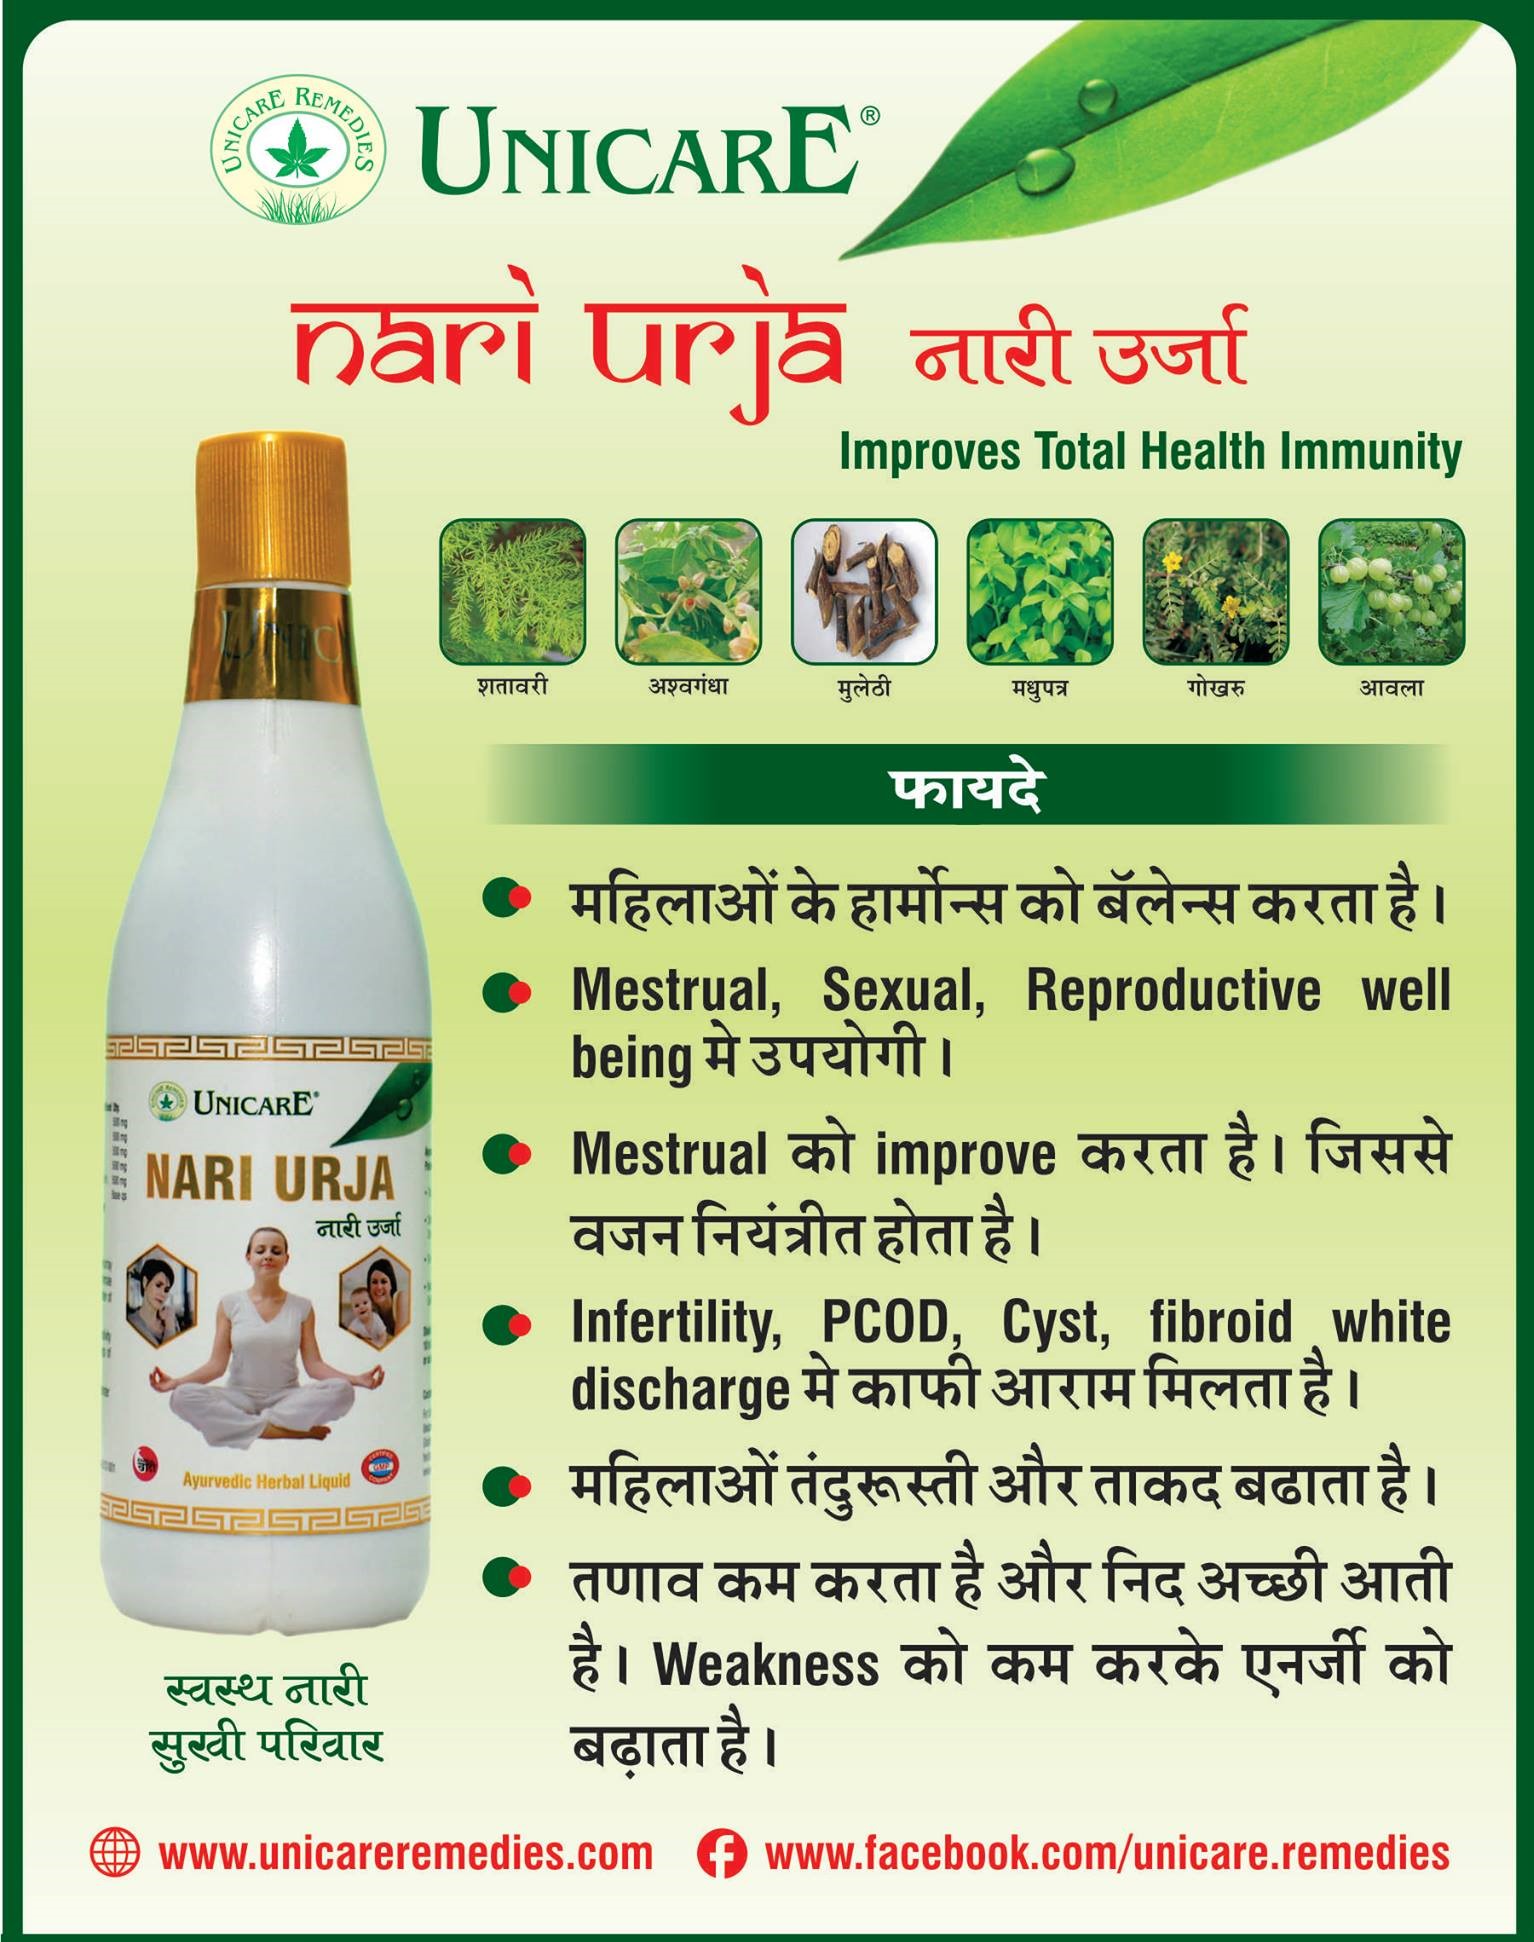 UNICARE REMEDIES
UNICARE®
nari urja नारी उर्जा
Improves Total Health Immunity
शतावरी अश्वगंधा मुलेठी मधुपत्र गोखरु आवला
फायदे
महिलाओं के हार्मोन्स को बॅलेन्स करता है।
Mestrual, Sexual, Reproductive well
being मे उपयोगी।
Mestrual को improve करता है। जिससे
वजन नियंत्रीत होता है।
Infertility, PCOD, Cyst, fibroid white
discharge मे काफी आराम मिलता है।
महिलाओं तंदुरूस्ती और ताकद बढाता है।
तणाव कम करता है और निद अच्छी आती
है। Weakness को कम करके एनर्जी को
बढ़ाता है।
UNICARE®
NARI URJA
नारी उर्जा
Ayurvedic Herbal Liquid
GMP
स्वस्थ नारी
सुखी परिवार
www.unicareremedies.com www.facebook.com/unicare.remedies